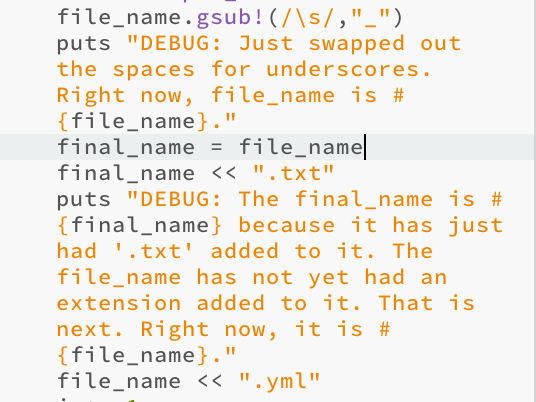 file_name.gsub!(/\s/,"_")
puts "DEBUG: Just swapped out
the spaces for underscores.
Right now, file_name is #
{file_name}."
final_name = file_name
final_name << ".txt"
puts "DEBUG: The final_name is #
{final_name} because it has just
had '.txt' added to it. The
file_name has not yet had an
extension added to it. That is
next. Right now, it is #
{file_name}."
file_name << ".yml"